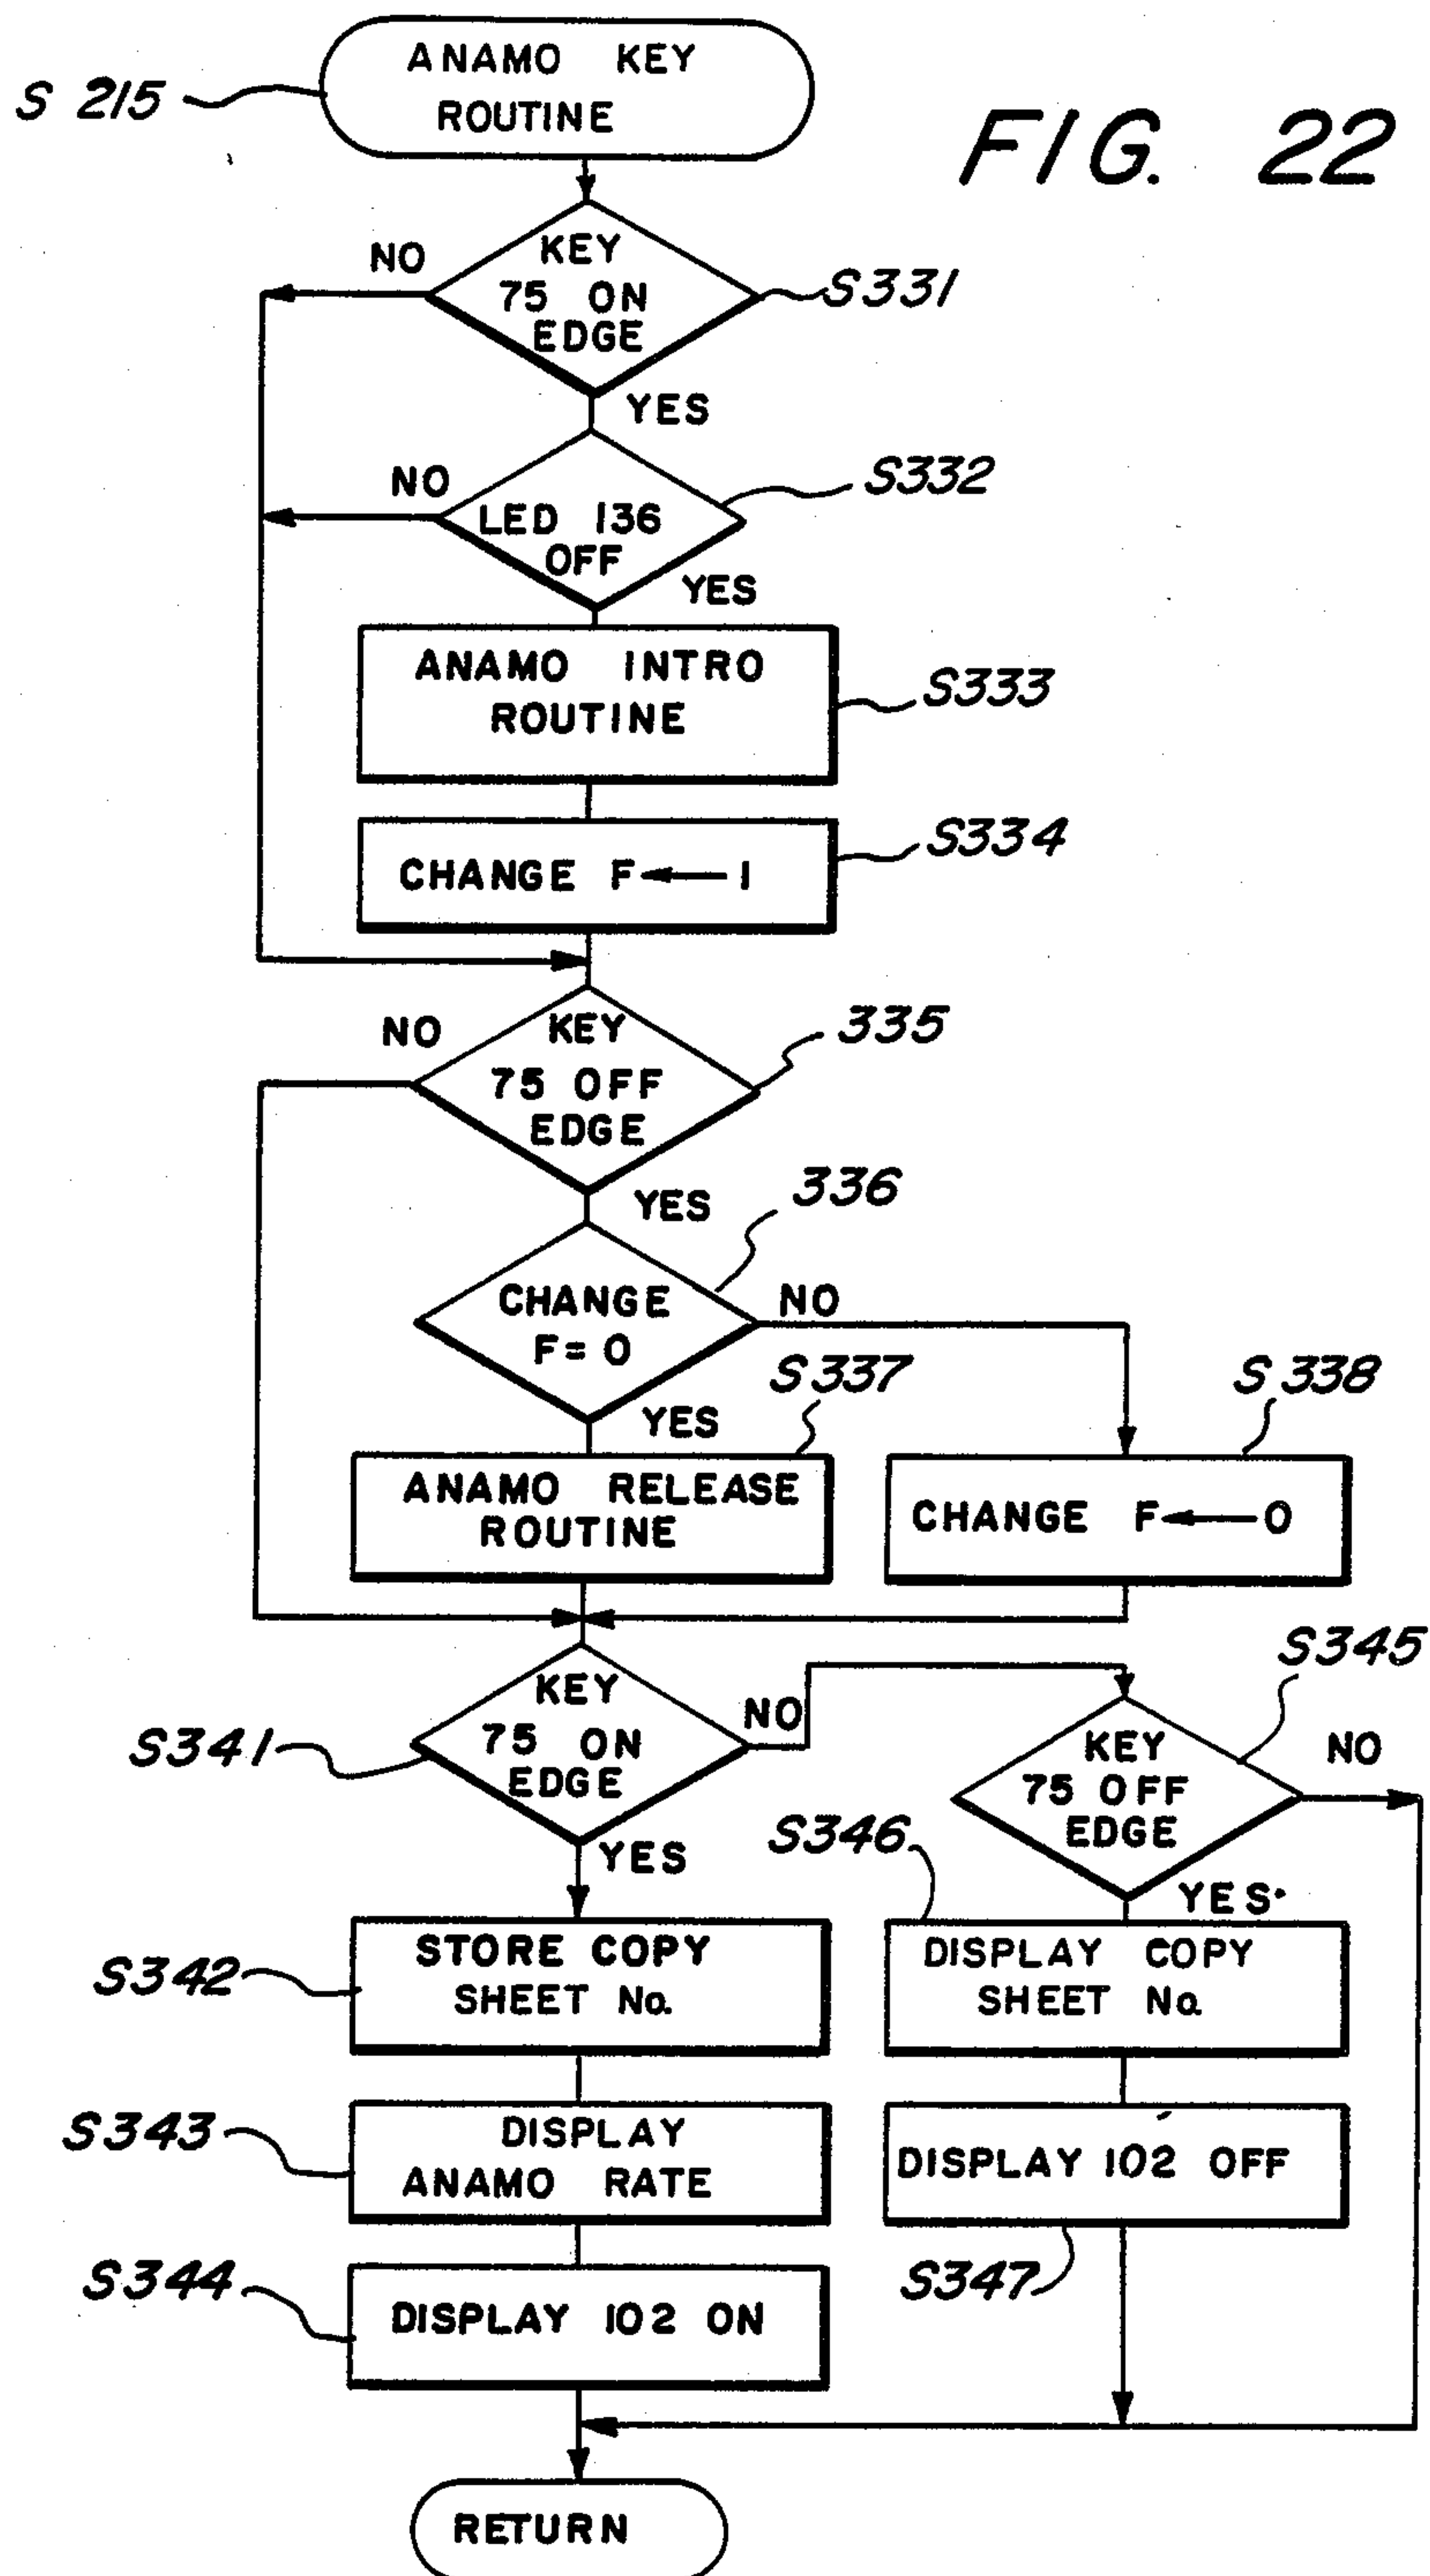 ANAMO KEY
ROUTINE
S 215
FIG. 22
KEY
75 ON
EDGE
NO
S331
YES
LED 136
OFF
NO
S332
YES
ANAMO INTRO
ROUTINE
S333
CHANGE F←1
S334
KEY
75 OFF
EDGE
NO
335
YES
CHANGE
F=0
336
NO
YES
S337
S 338
ANAMO RELEASE
ROUTINE
CHANGE F←0
KEY
75 ON
EDGE
S341
NO
YES
S345
KEY
75 OFF
EDGE
NO
YES
S346
STORE COPY
SHEET No.
S342
DISPLAY COPY
SHEET No.
DISPLAY
ANAMO RATE
S343
DISPLAY 102 OFF
S347
DISPLAY 102 ON
S344
RETURN